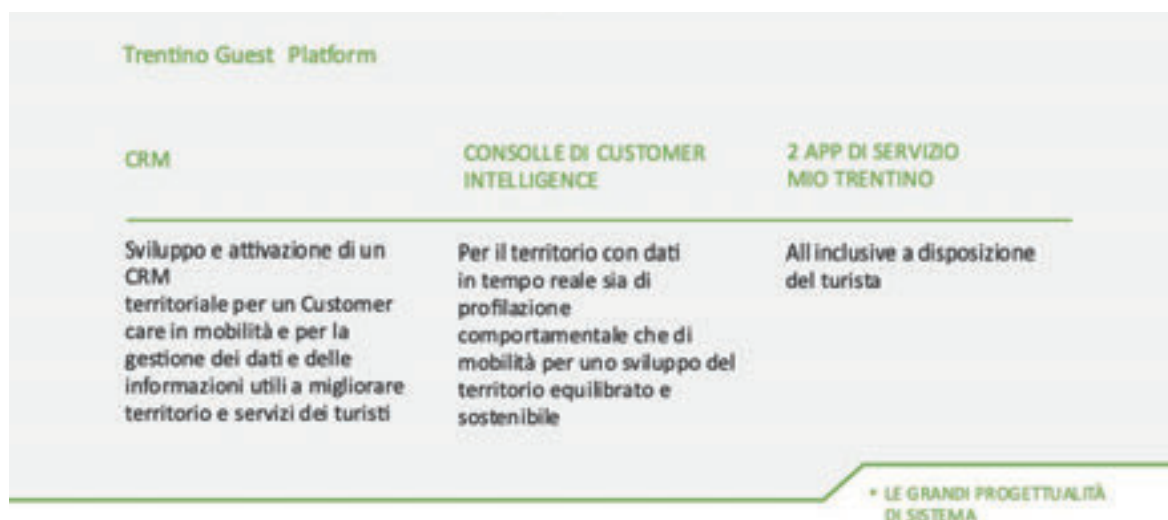 Trentino Guest Platform
CRM
Sviluppo e attivazione di un
CRM
territoriale per un Customer
care in mobilità e per la
gestione dei dati e delle
informazioni utili a migliorare
territorio e servizi dei turisti
CONSOLLE DI CUSTOMER
INTELLIGENCE
Per il territorio con dati
in tempo reale sia di
profilazione
comportamentale che di
mobilità per uno sviluppo del
territorio equilibrato e
sostenibile
2 APP DI SERVIZIO
MIO TRENTINO
All inclusive a disposizione
del turista
• LE GRANDI PROGETTUALITÀ
DI SISTEMA